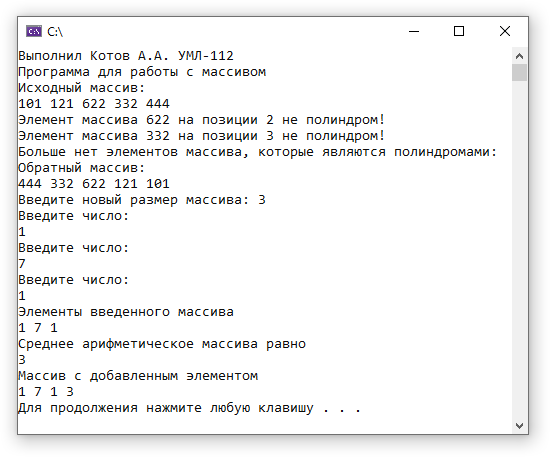 C:\
Выполнил Котов А.А. УМЛ-112
Программа для работы с массивом
Исходный массив:
101 121 622 332 444
Элемент массива 622 на позиции 2 не полиндром!
Элемент массива 332 на позиции 3 не полиндром!
Больше нет элементов массива, которые являются полиндромами:
Обратный массив:
444 332 622 121 101
Введите новый размер массива: 3
Введите число:
1
Введите число:
7
Введите число:
1
Элементы введенного массива
1 7 1
Среднее арифметическое массива равно
3
Массив с добавленным элементом
1 7 1 3
Для продолжения нажмите любую клавишу . . .